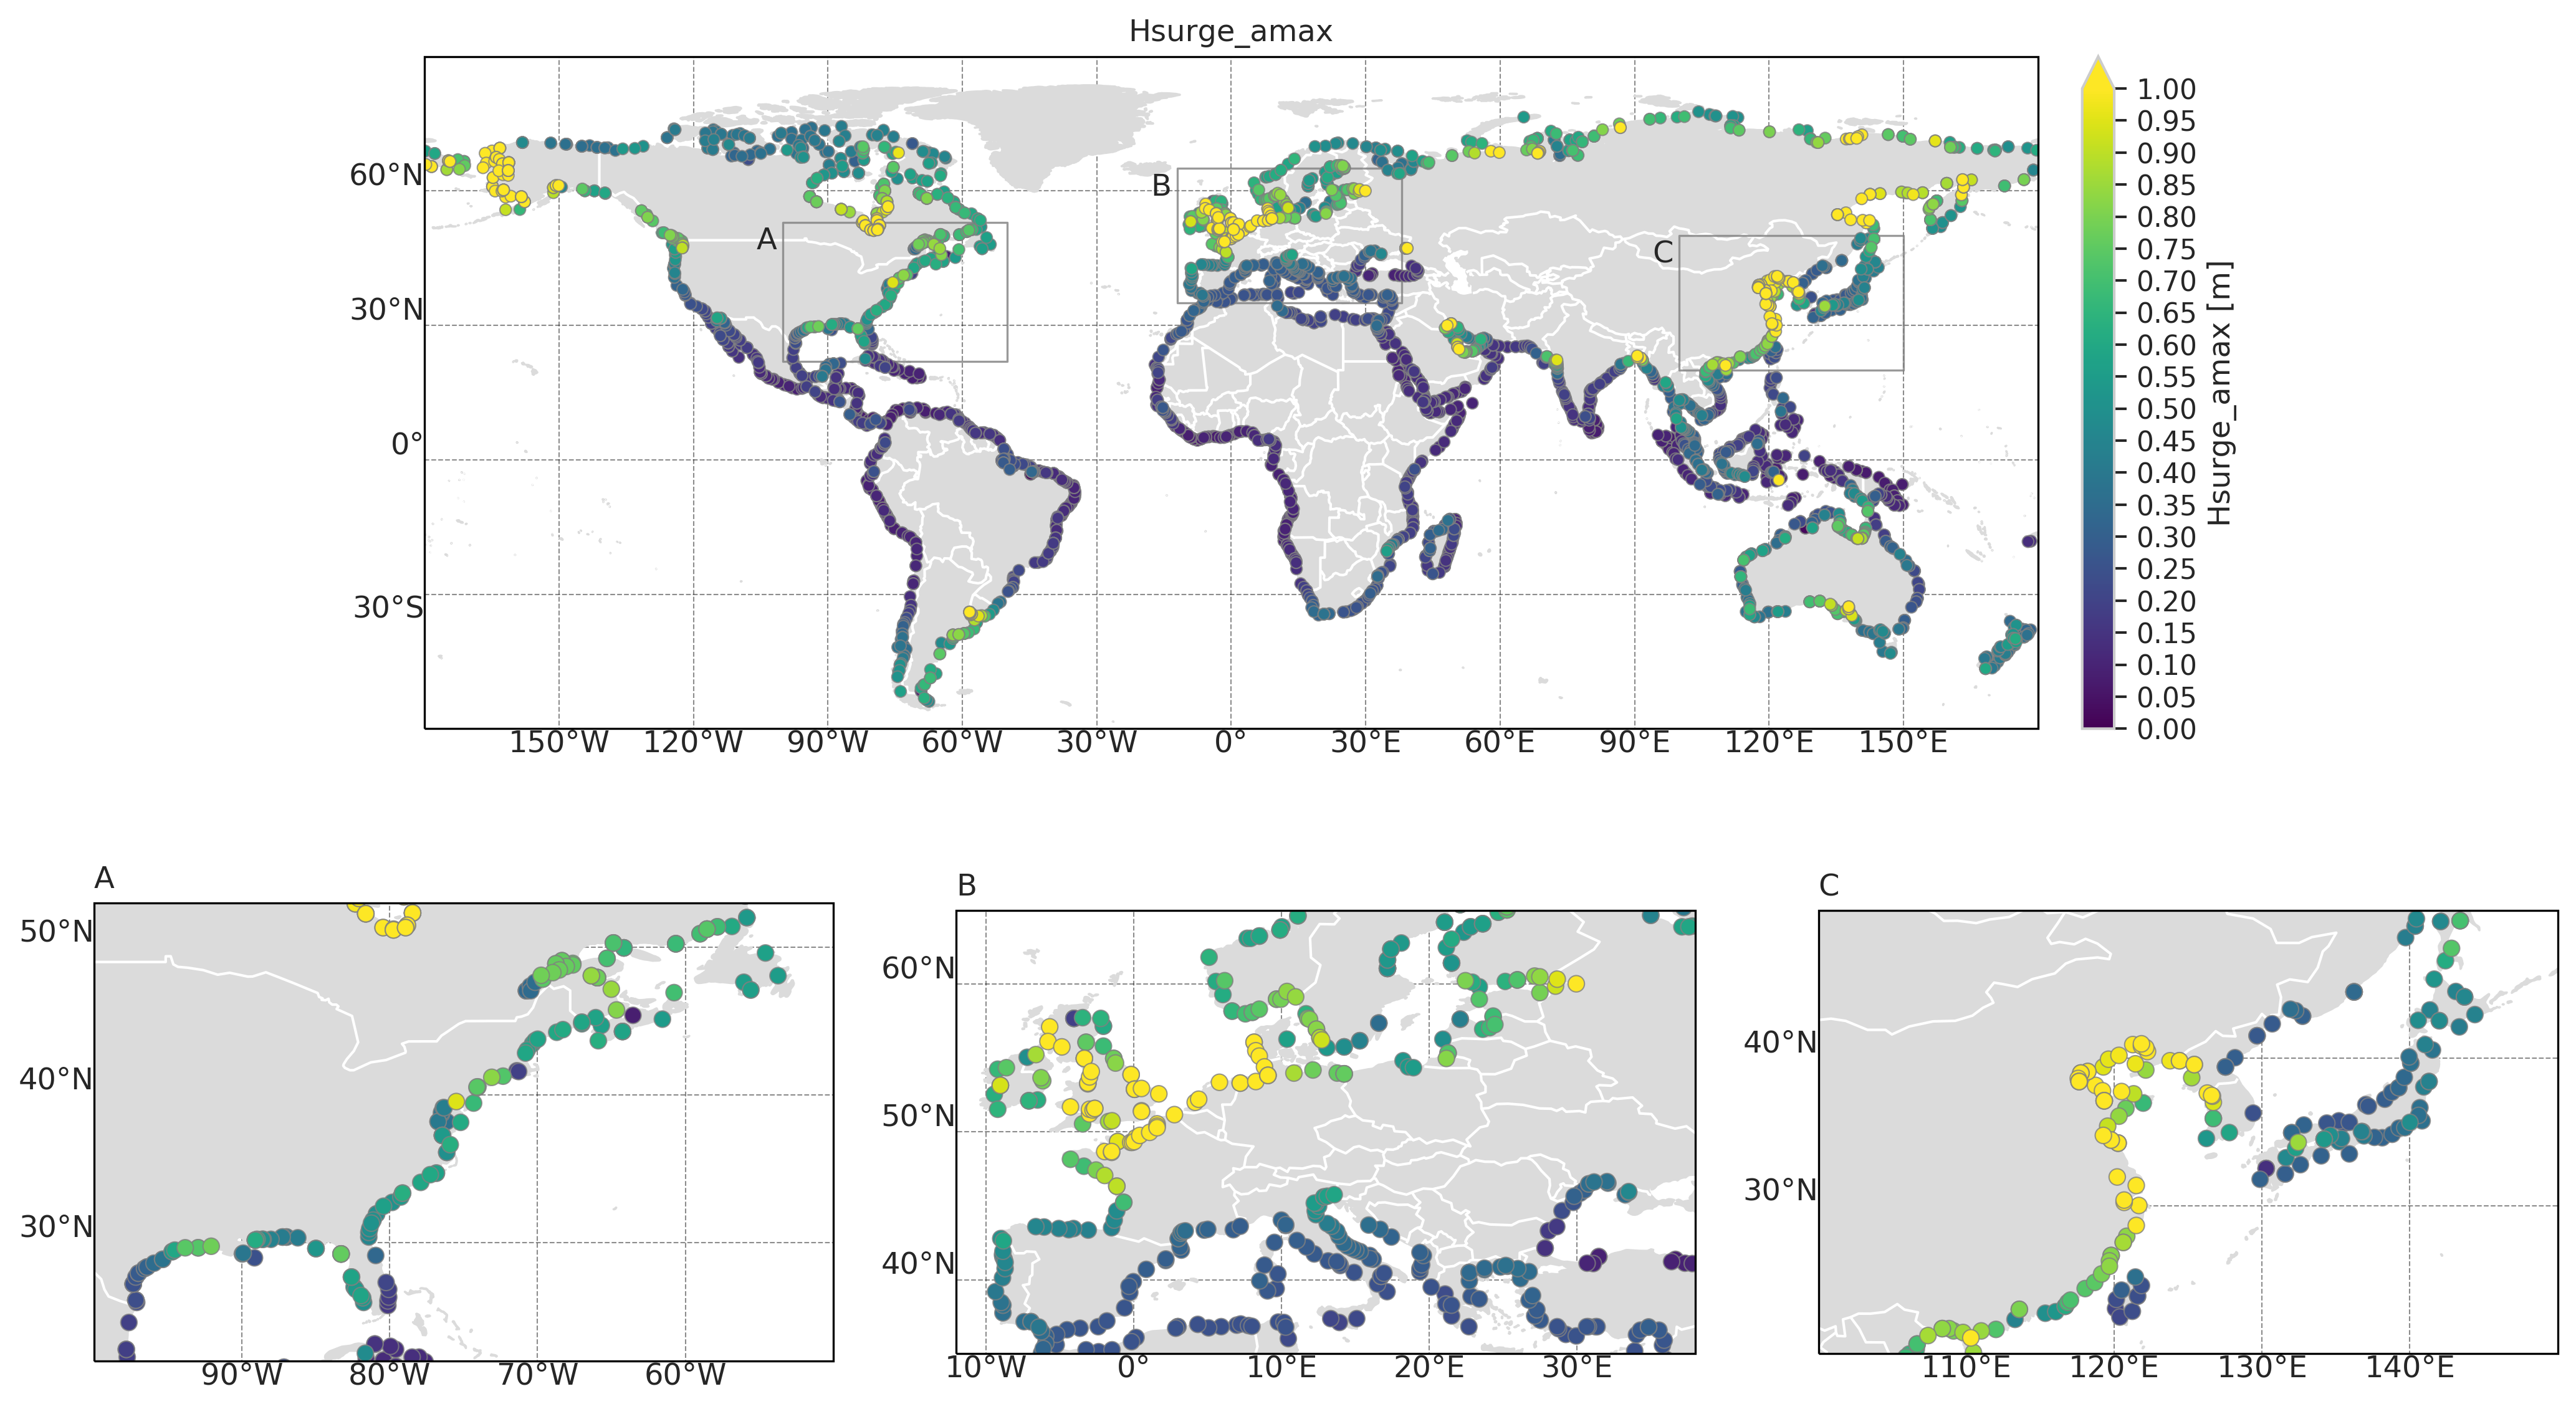 Hsurge_amax
60°N
30°N
0°
30°S
150°W 120°W 90°W 60°W 30°W 0° 30°E 60°E 90°E 120°E 150°E
A
B
C
1.00
0.95
0.90
0.85
0.80
0.75
0.70
0.65
0.60
0.55
0.50
0.45
0.40
0.35
0.30
0.25
0.20
0.15
0.10
0.05
0.00
Hsurge_amax [m]
A
50°N
40°N
30°N
90°W 80°W 70°W 60°W
B
60°N
50°N
40°N
10°W 0° 10°E 20°E 30°E
C
40°N
30°N
110°E 120°E 130°E 140°E